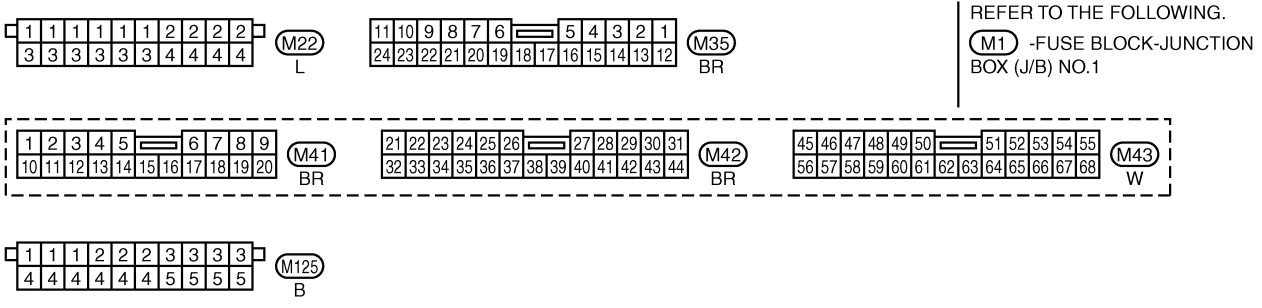 1 1 1 1 1 1 2 2 2 2
3 3 3 3 3 3 4 4 4 4
M22
L
11 10 9 8 7 6 5 4 3 2 1
24 23 22 21 20 19 18 17 16 15 14 13 12
M35
BR
REFER TO THE FOLLOWING.
M1 -FUSE BLOCK-JUNCTION
BOX (J/B) NO.1
1 2 3 4 5 6 7 8 9
10 11 12 13 14 15 16 17 18 19 20
M41
BR
21 22 23 24 25 26 27 28 29 30 31
32 33 34 35 36 37 38 39 40 41 42 43 44
M42
BR
45 46 47 48 49 50 51 52 53 54 55
56 57 58 59 60 61 62 63 64 65 66 67 68
M43
W
1 1 1 2 2 2 3 3 3 3
4 4 4 4 4 4 5 5 5 5
M125
B